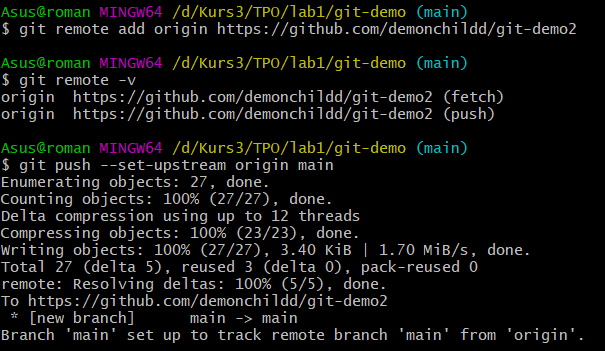 Asus@roman MINGW64 /d/Kurs3/TPO/lab1/git-demo (main)
$ git remote add origin https://github.com/demonchildd/git-demo2
Asus@roman MINGW64 /d/Kurs3/TPO/lab1/git-demo (main)
$ git remote -v
origin  https://github.com/demonchildd/git-demo2 (fetch)
origin  https://github.com/demonchildd/git-demo2 (push)
Asus@roman MINGW64 /d/Kurs3/TPO/lab1/git-demo (main)
$ git push --set-upstream origin main
Enumerating objects: 27, done.
Counting objects: 100% (27/27), done.
Delta compression using up to 12 threads
Compressing objects: 100% (23/23), done.
Writing objects: 100% (27/27), 3.40 KiB | 1.70 MiB/s, done.
Total 27 (delta 5), reused 3 (delta 0), pack-reused 0
remote: Resolving deltas: 100% (5/5), done.
To https://github.com/demonchildd/git-demo2
 * [new branch]      main -> main
Branch 'main' set up to track remote branch 'main' from 'origin'.